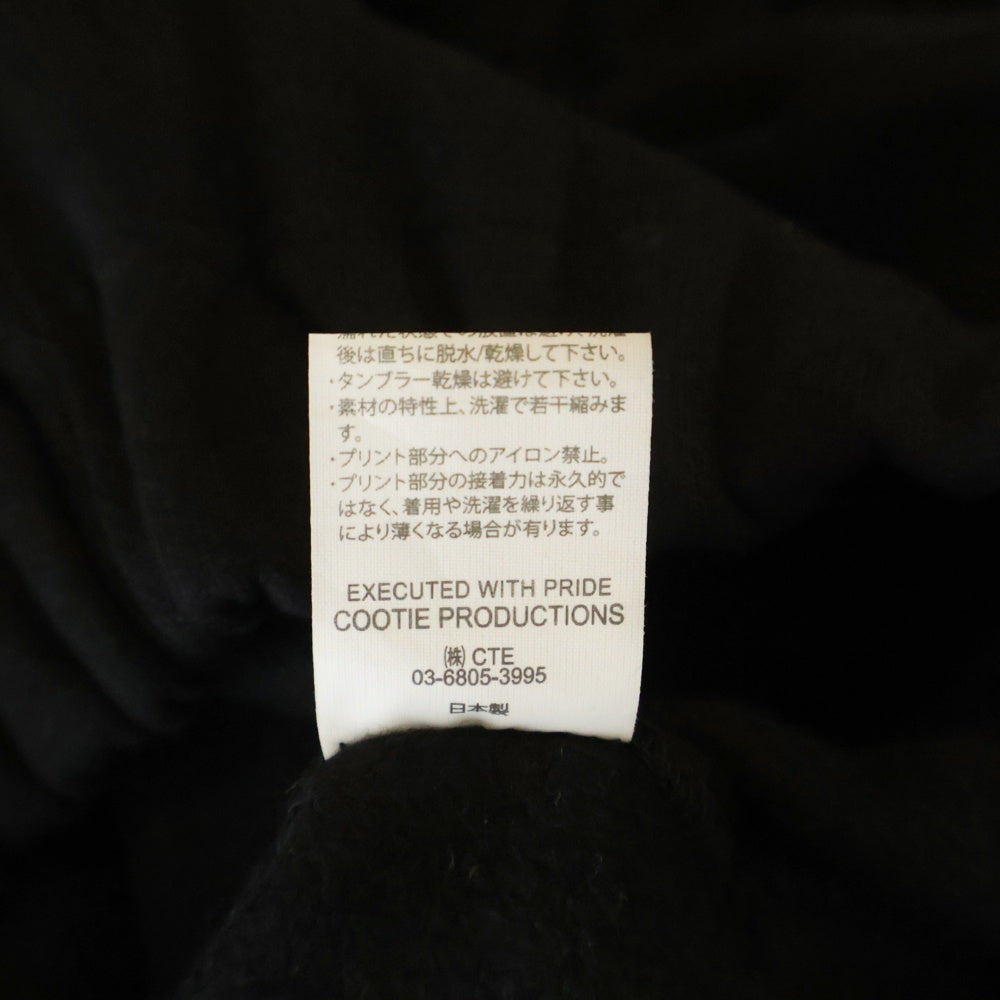 後は直ちに脱水/乾燥して下さい。
・タンブラー乾燥は避けて下さい。
・素材の特性上、洗濯で若干縮みま
す。
・プリント部分へのアイロン禁止。
・プリント部分の接着力は永久的で
はなく、着用や洗濯を繰り返す事
により薄くなる場合が有ります。
EXECUTED WITH PRIDE
COOTIE PRODUCTIONS
㈱ CTE
03-6805-3995
日本製